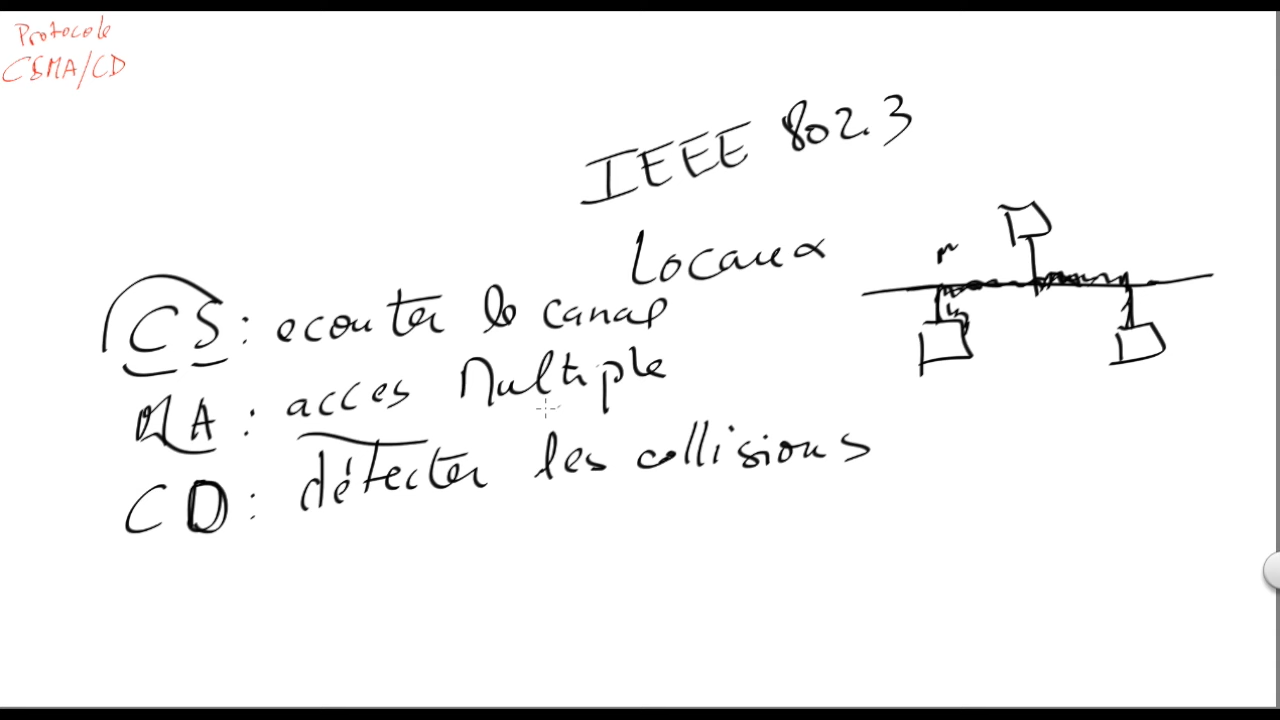 Protocole
CSMA/CD
IEEE 802.3
Locaux
CS: ecouter le canal
MA: acces Multiple
CD: détecter les collisions